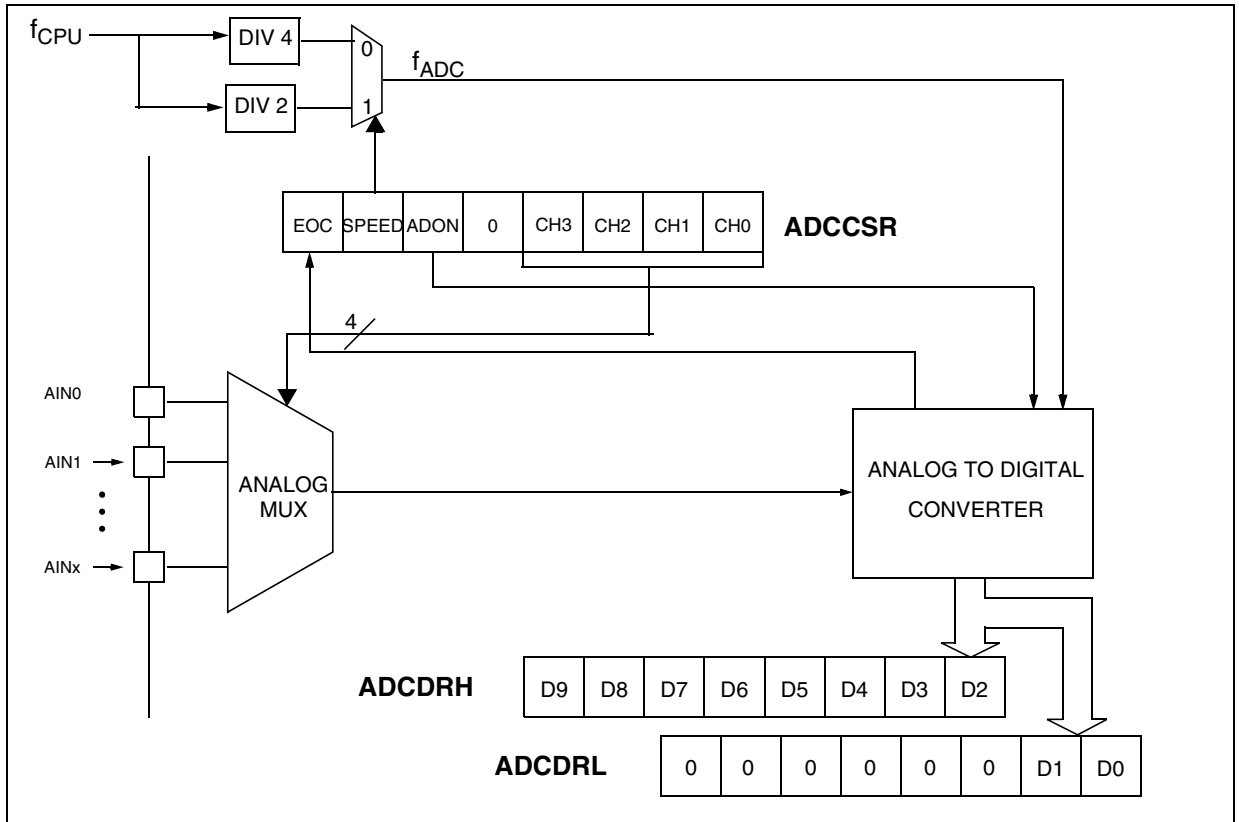 fCPU
DIV 4
0
fADC
DIV 2
1
EOC SPEED ADON 0 CH3 CH2 CH1 CH0 ADCCSR
4
AIN0
AIN1
ANALOG
MUX
ANALOG TO DIGITAL
CONVERTER
AINx
ADCDRH D9 D8 D7 D6 D5 D4 D3 D2
ADCDRL 0 0 0 0 0 0 D1 D0